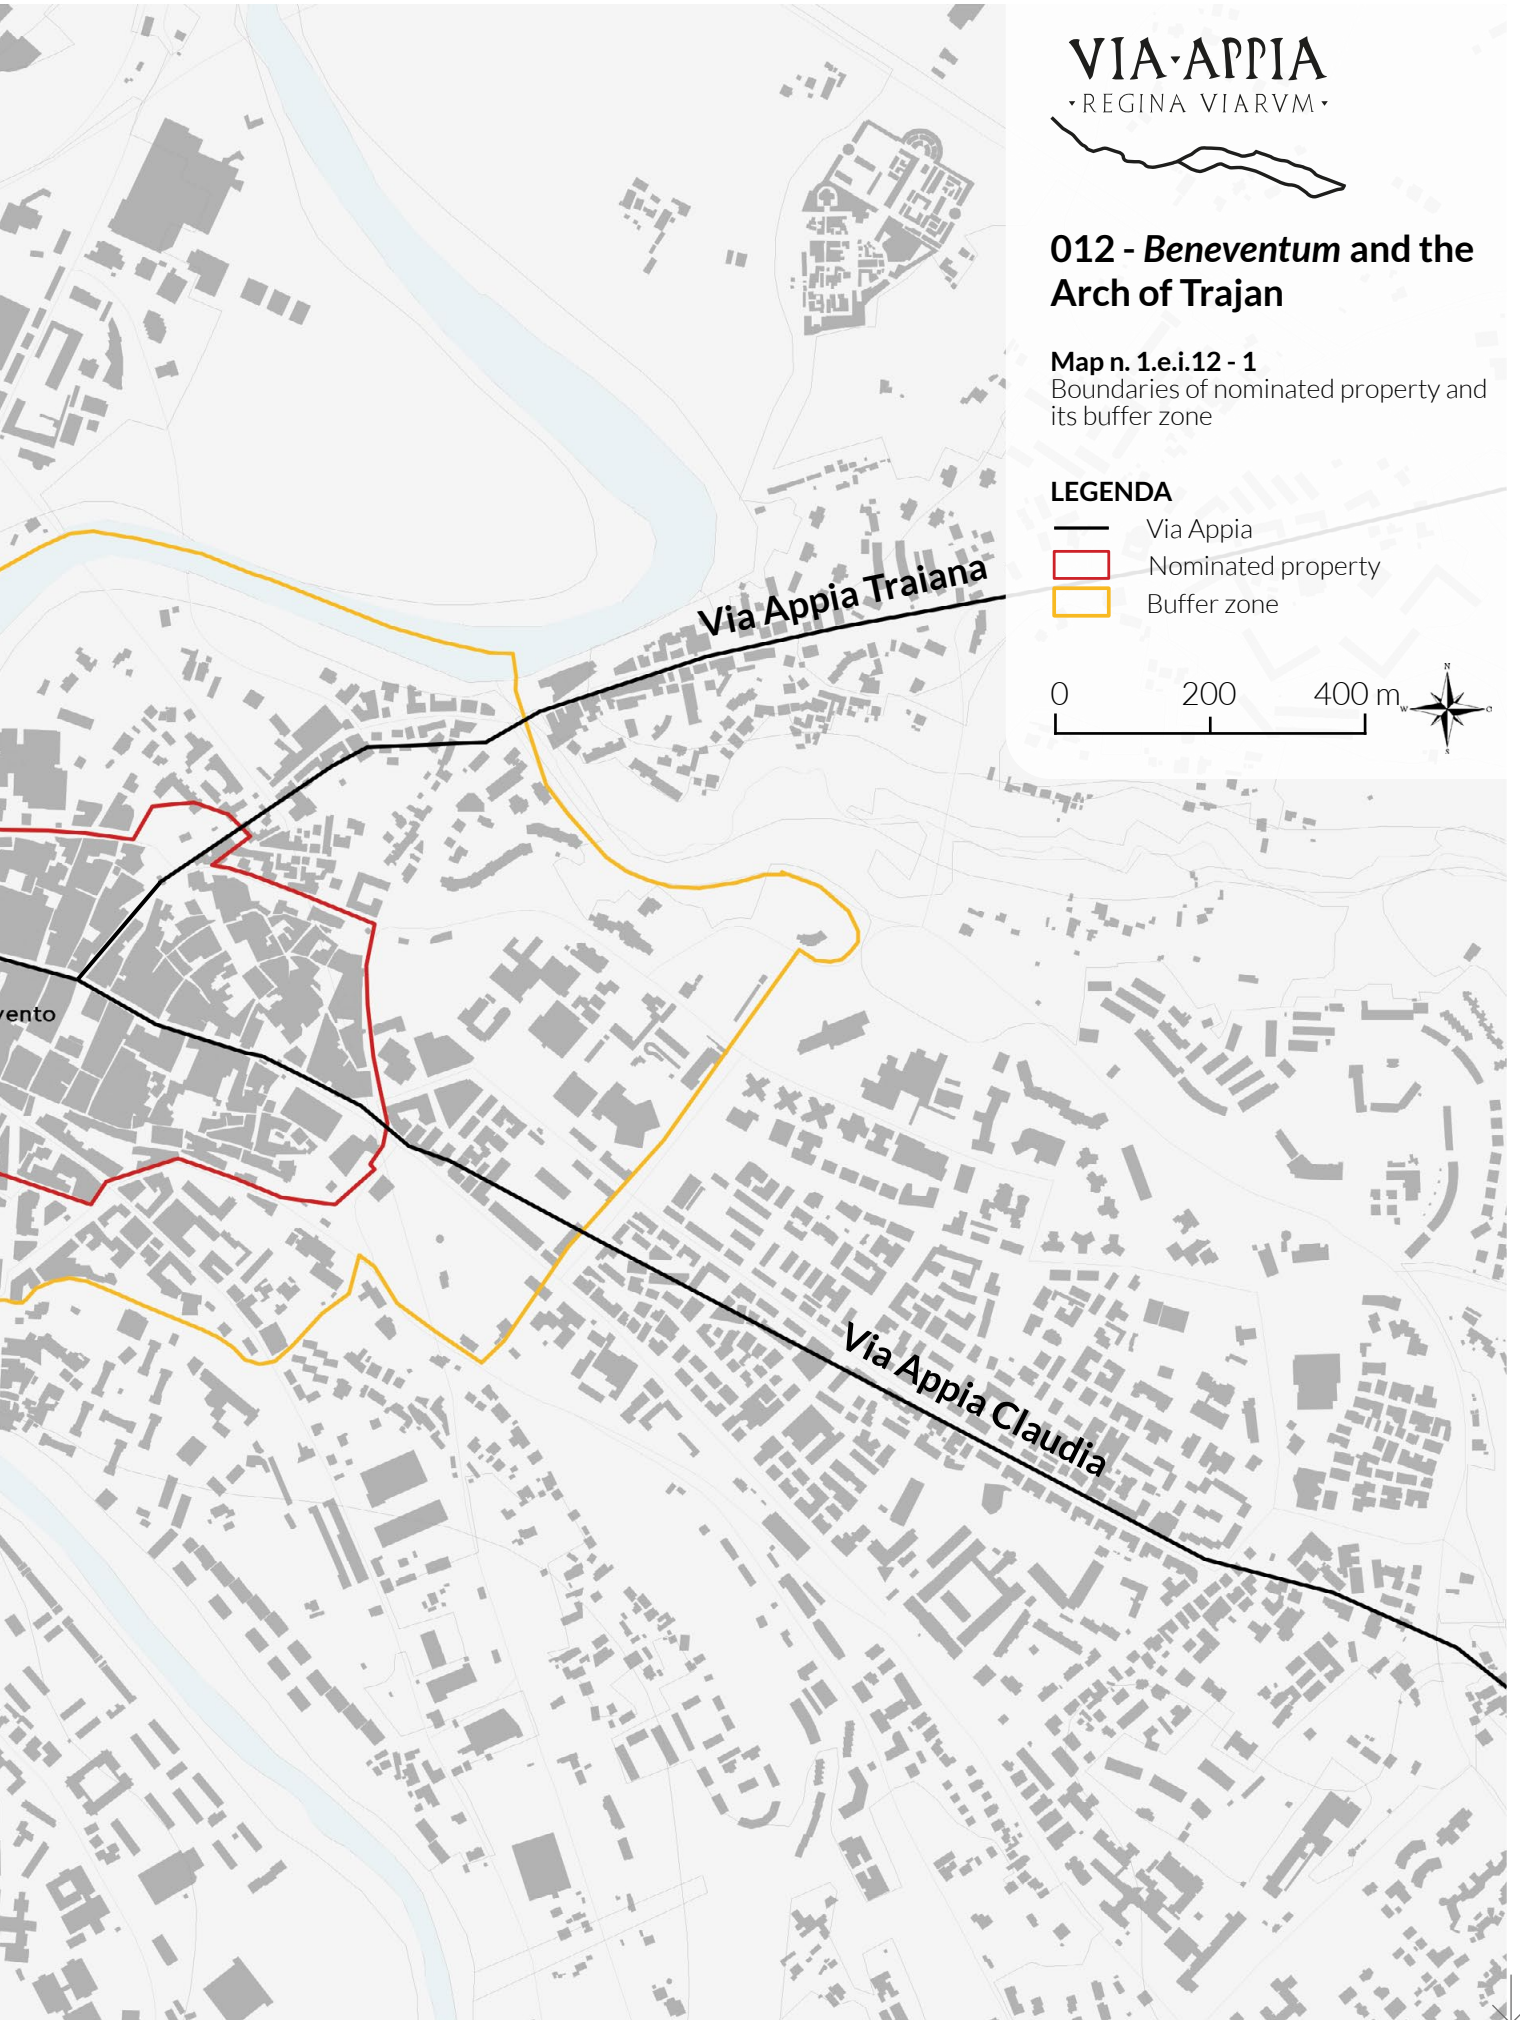 VIA·APPIA
·REGINA VIARVM·
012 - Beneventum and the
Arch of Trajan
Map n. 1.e.i.12 - 1
Boundaries of nominated property and
its buffer zone
LEGENDA
Via Appia
Nominated property
Buffer zone
0 200 400 m
N
W
S
Via Appia Traiana
vento
Via Appia Claudia